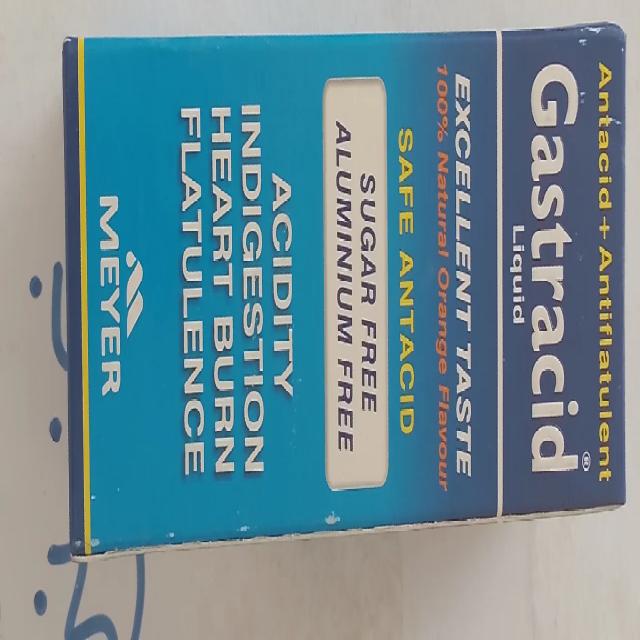 Antacid + Antiflatulent
Gastracid®
Liquid
EXCELLENT TASTE
100% Natural Orange Flavour
SAFE ANTACID
SUGAR FREE
ALUMINIUM FREE
ACIDITY
INDIGESTION
HEART BURN
FLATULENCE
MEYER